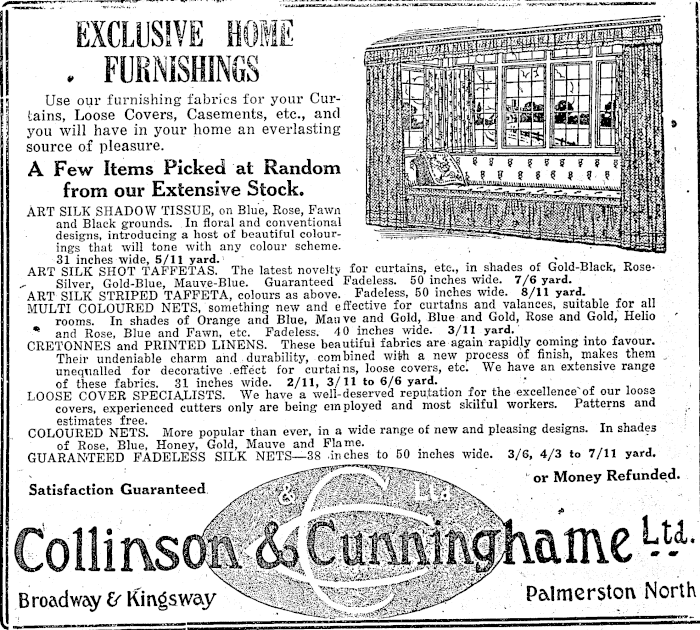 EXCLUSIVE HOME
FURNISHINGS
Use our furnishing fabrics for your Cur-
tains, Loose Covers, Casements, etc., and
you will have in your home an everlasting
source of pleasure.
A Few Items Picked at Random
from our Extensive Stock.
ART SILK SHADOW TISSUE, on Blue, Rose, Fawn
and Black grounds. In floral and conventional
designs, introducing a host of beautiful colour-
ings that will tone with any colour scheme.
31 inches wide, 5/11 yard.
ART SILK SHOT TAFFETAS. The latest novelty for curtains, etc., in shades of Gold-Black, Rose-
Silver, Gold-Blue, Mauve-Blue. Guaranteed Fadeless. 50 inches wide. 7/6 yard.
ART SILK STRIPED TAFFETA, colours as above. Fadeless, 50 inches wide. 8/11 yard.
MULTI COLOURED NETS, something new and effective for curtains and valances, suitable for all
rooms. In shades of Orange and Blue, Mauve and Gold, Blue and Gold, Rose and Gold, Helio
and Rose, Blue and Fawn, etc. Fadeless. 40 inches wide. 3/11 yard.
CRETONNES and PRINTED LINENS. These beautiful fabrics are again rapidly coming into favour.
Their undeniable charm and durability, combined with a new process of finish, makes them
unequalled for decorative effect for curtains, loose covers, etc. We have an extensive range
of these fabrics. 31 inches wide. 2/11, 3/11 to 6/6 yard.
LOOSE COVER SPECIALISTS. We have a well-deserved reputation for the excellence of our loose
covers, experienced cutters only are being employed and most skilful workers. Patterns and
estimates free.
COLOURED NETS. More popular than ever, in a wide range of new and pleasing designs. In shades
of Rose, Blue, Honey, Gold, Mauve and Flame.
GUARANTEED FADELESS SILK NETS—38 inches to 50 inches wide. 3/6, 4/3 to 7/11 yard.
Satisfaction Guaranteed
or Money Refunded.
& C C Ltd
Collinson & Cunninghame Ltd.
Broadway & Kingsway
Palmerston North